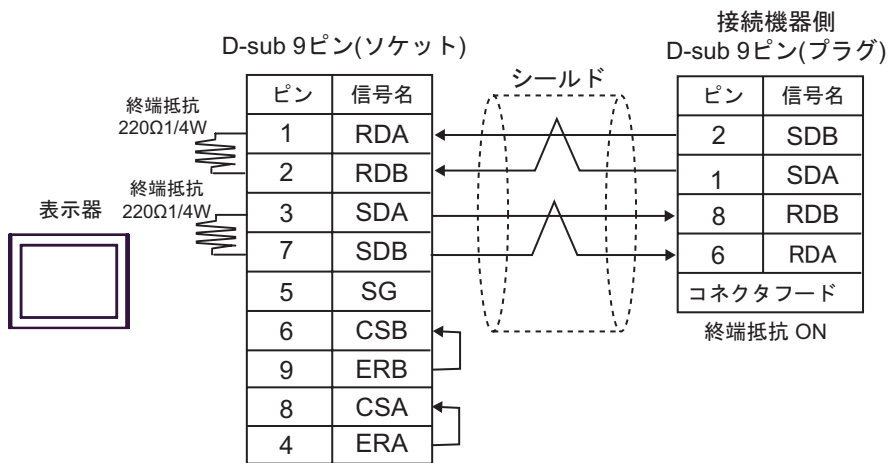 接続機器側
D-sub 9ピン(ソケット)
D-sub 9ピン(プラグ)
シールド
終端抵抗
220Ω1/4W
終端抵抗
220Ω1/4W
表示器
ピン 信号名
1 RDA
2 RDB
3 SDA
7 SDB
5 SG
6 CSB
9 ERB
8 CSA
4 ERA
ピン 信号名
2 SDB
1 SDA
8 RDB
6 RDA
コネクタフード
終端抵抗 ON